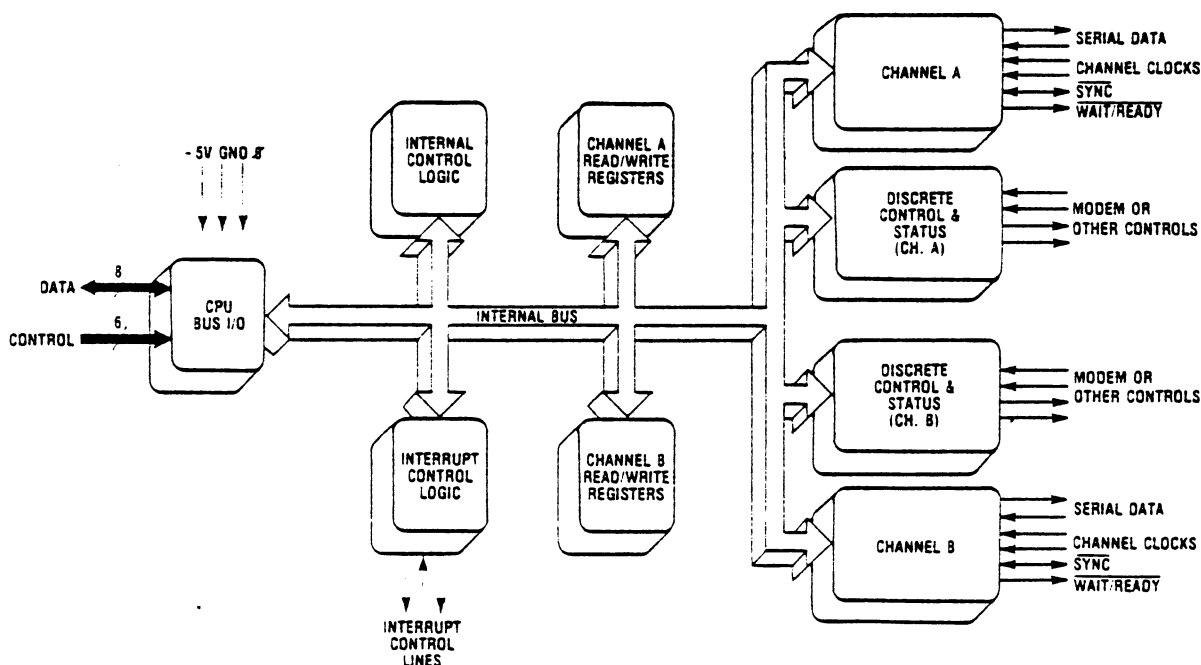 CHANNEL A
SERIAL DATA
CHANNEL CLOCKS
SYNC
WAIT/READY
INTERNAL
CONTROL
LOGIC
CHANNEL A
READ/WRITE
REGISTERS
-5V GND
DISCRETE
CONTROL &
STATUS
(CH. A)
MODEM OR
OTHER CONTROLS
DATA
8
CONTROL
6
CPU
BUS I/O
INTERNAL BUS
DISCRETE
CONTROL &
STATUS
(CH. B)
MODEM OR
OTHER CONTROLS
INTERRUPT
CONTROL
LOGIC
CHANNEL B
READ/WRITE
REGISTERS
CHANNEL B
SERIAL DATA
CHANNEL CLOCKS
SYNC
WAIT/READY
INTERRUPT
CONTROL
LINES